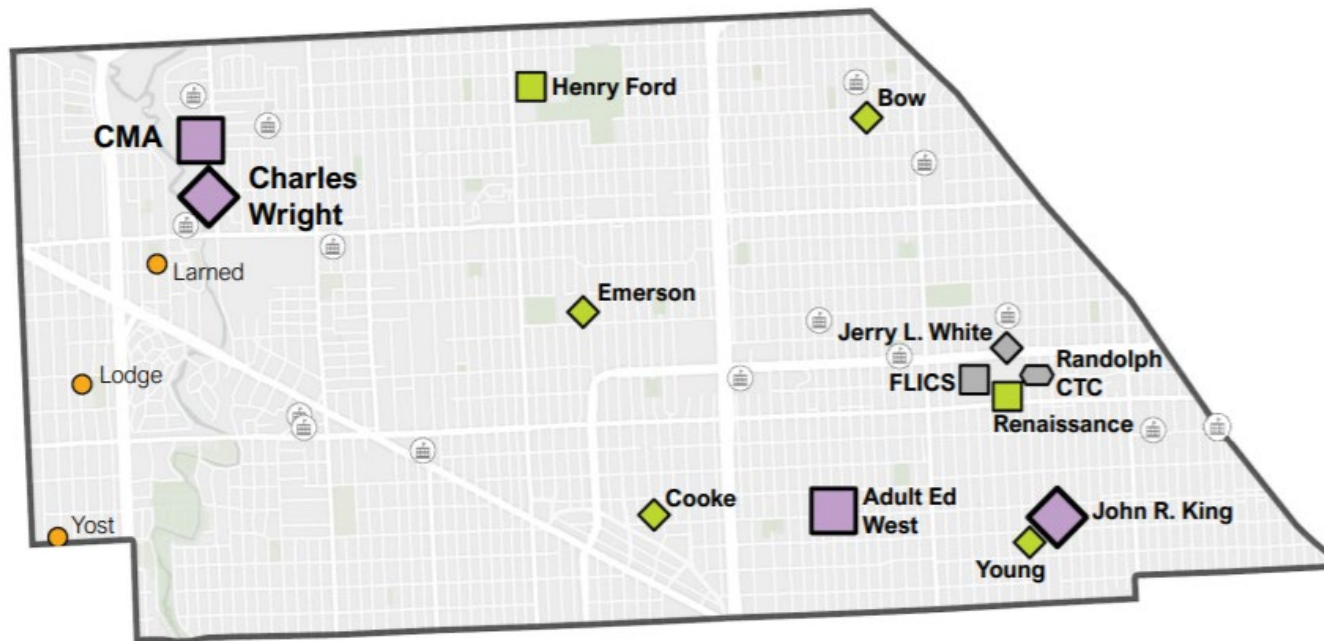 Henry Ford
Bow
CMA
Charles
Wright
Larned
Emerson
Jerry L. White
Randolph
CTC
FLICS
Lodge
Renaissance
Cooke
Adult Ed
West
John R. King
Yost
Young